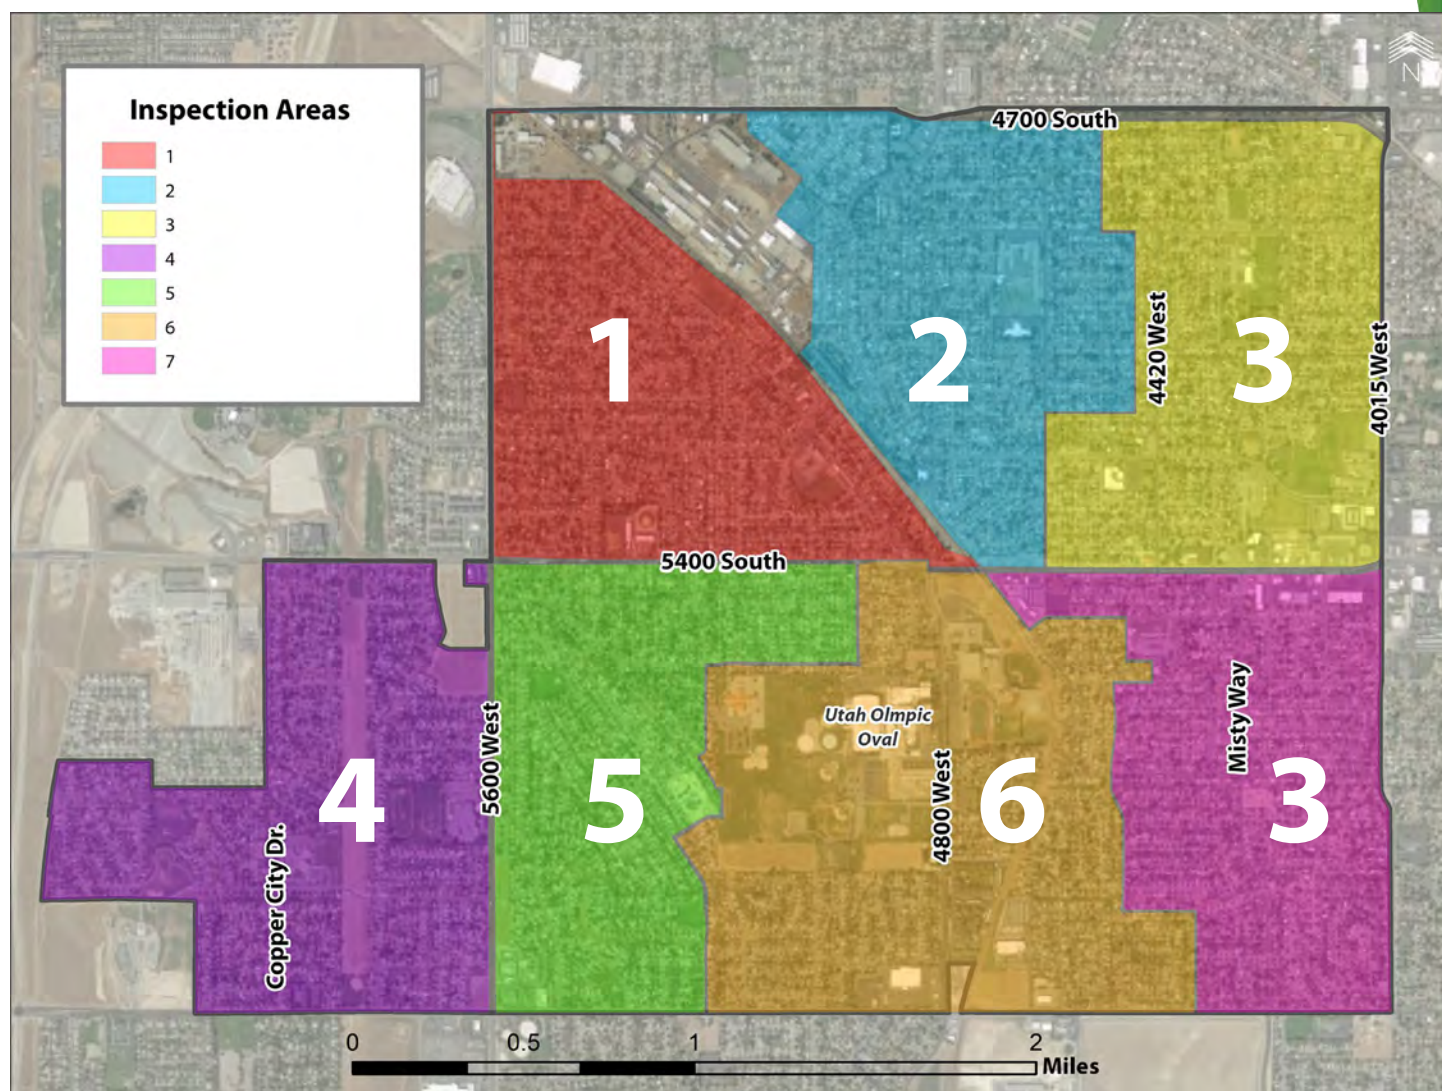 N
Inspection Areas
1
2
3
4
5
6
7
4700 South
1
2
3
4420 West
4015 West
5400 South
5600 West
4
Copper City Dr.
5
Utah Olmpic
Oval
4800 West
6
Misty Way
3
0
0.5
1
2
Miles